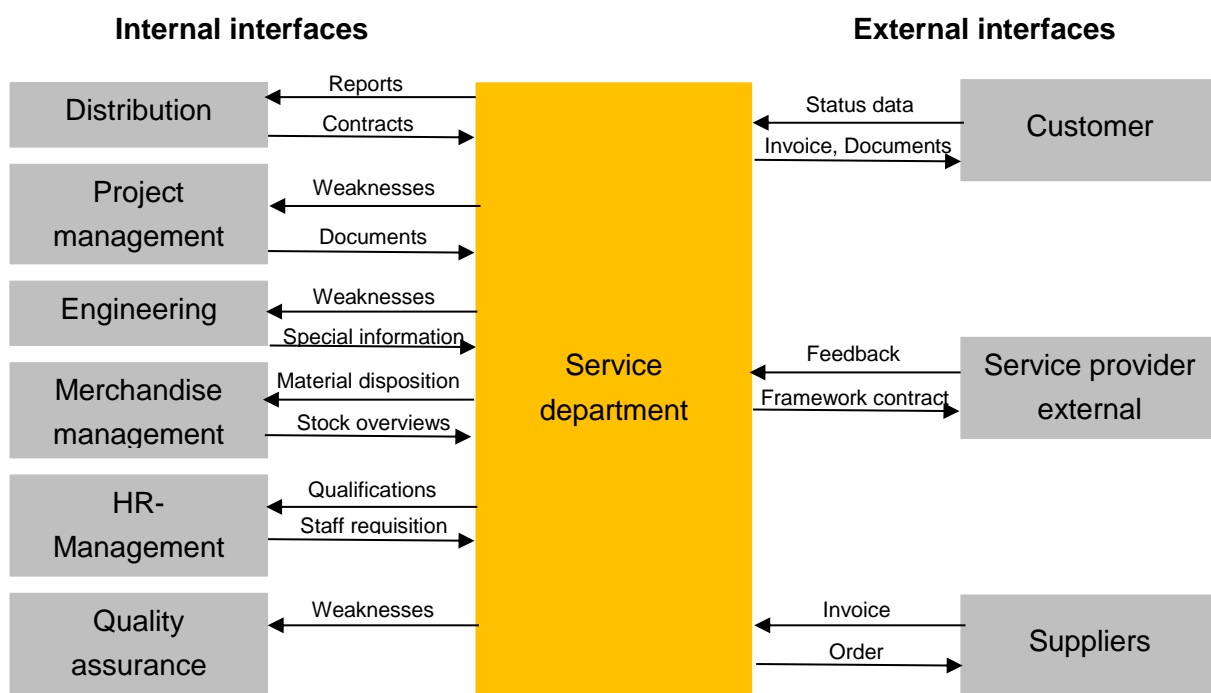 Internal interfaces
External interfaces
Distribution
Reports
Contracts
Project
management
Weaknesses
Documents
Engineering
Weaknesses
Special information
Merchandise
management
Material disposition
Stock overviews
HR-
Management
Qualifications
Staff requisition
Quality
assurance
Weaknesses
Service
department
Status data
Invoice, Documents
Customer
Feedback
Framework contract
Service provider
external
Invoice
Order
Suppliers